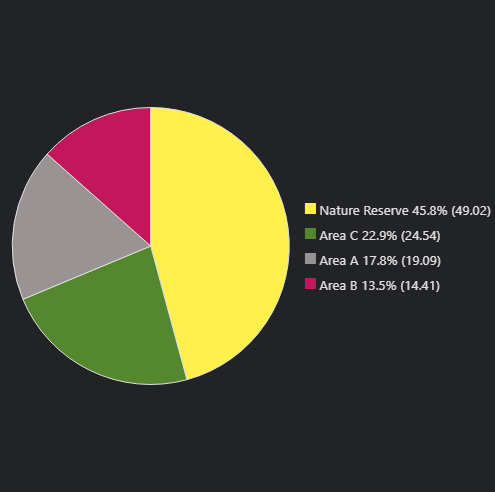 Nature Reserve 45.8% (49.02)
Area C 22.9% (24.54)
Area A 17.8% (19.09)
Area B 13.5% (14.41)